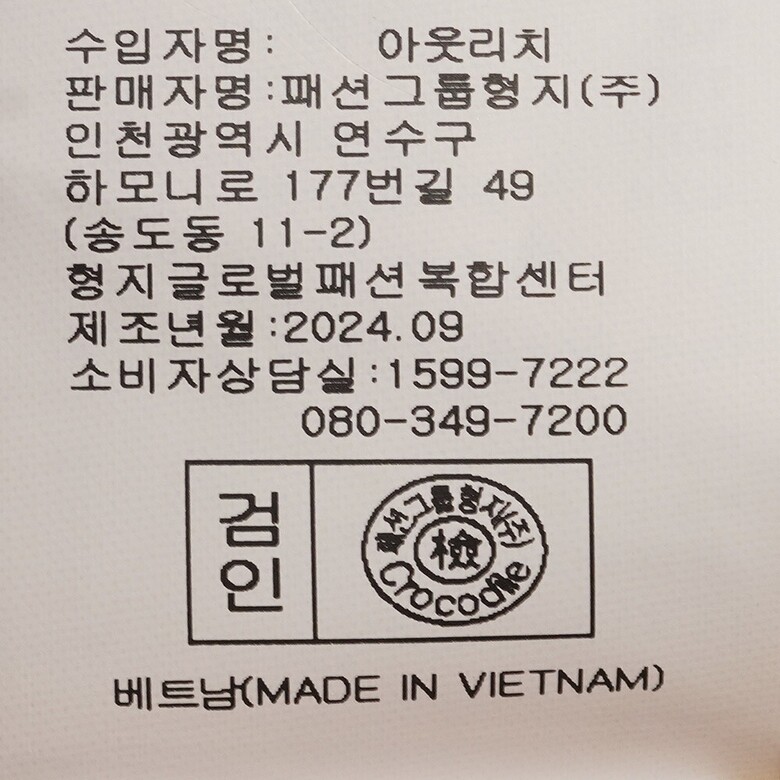 수입자명: 아웃리치
판매자명:패션그룹형지(주)
인천광역시 연수구
하모니로 177번길 49
(송도동 11-2)
형지글로벌패션복합센터
제조년월:2024.09
소비자상담실:1599-7222
080-349-7200
검인
패션그룹형지(주)
檢
Crocodile
베트남(MADE IN VIETNAM)